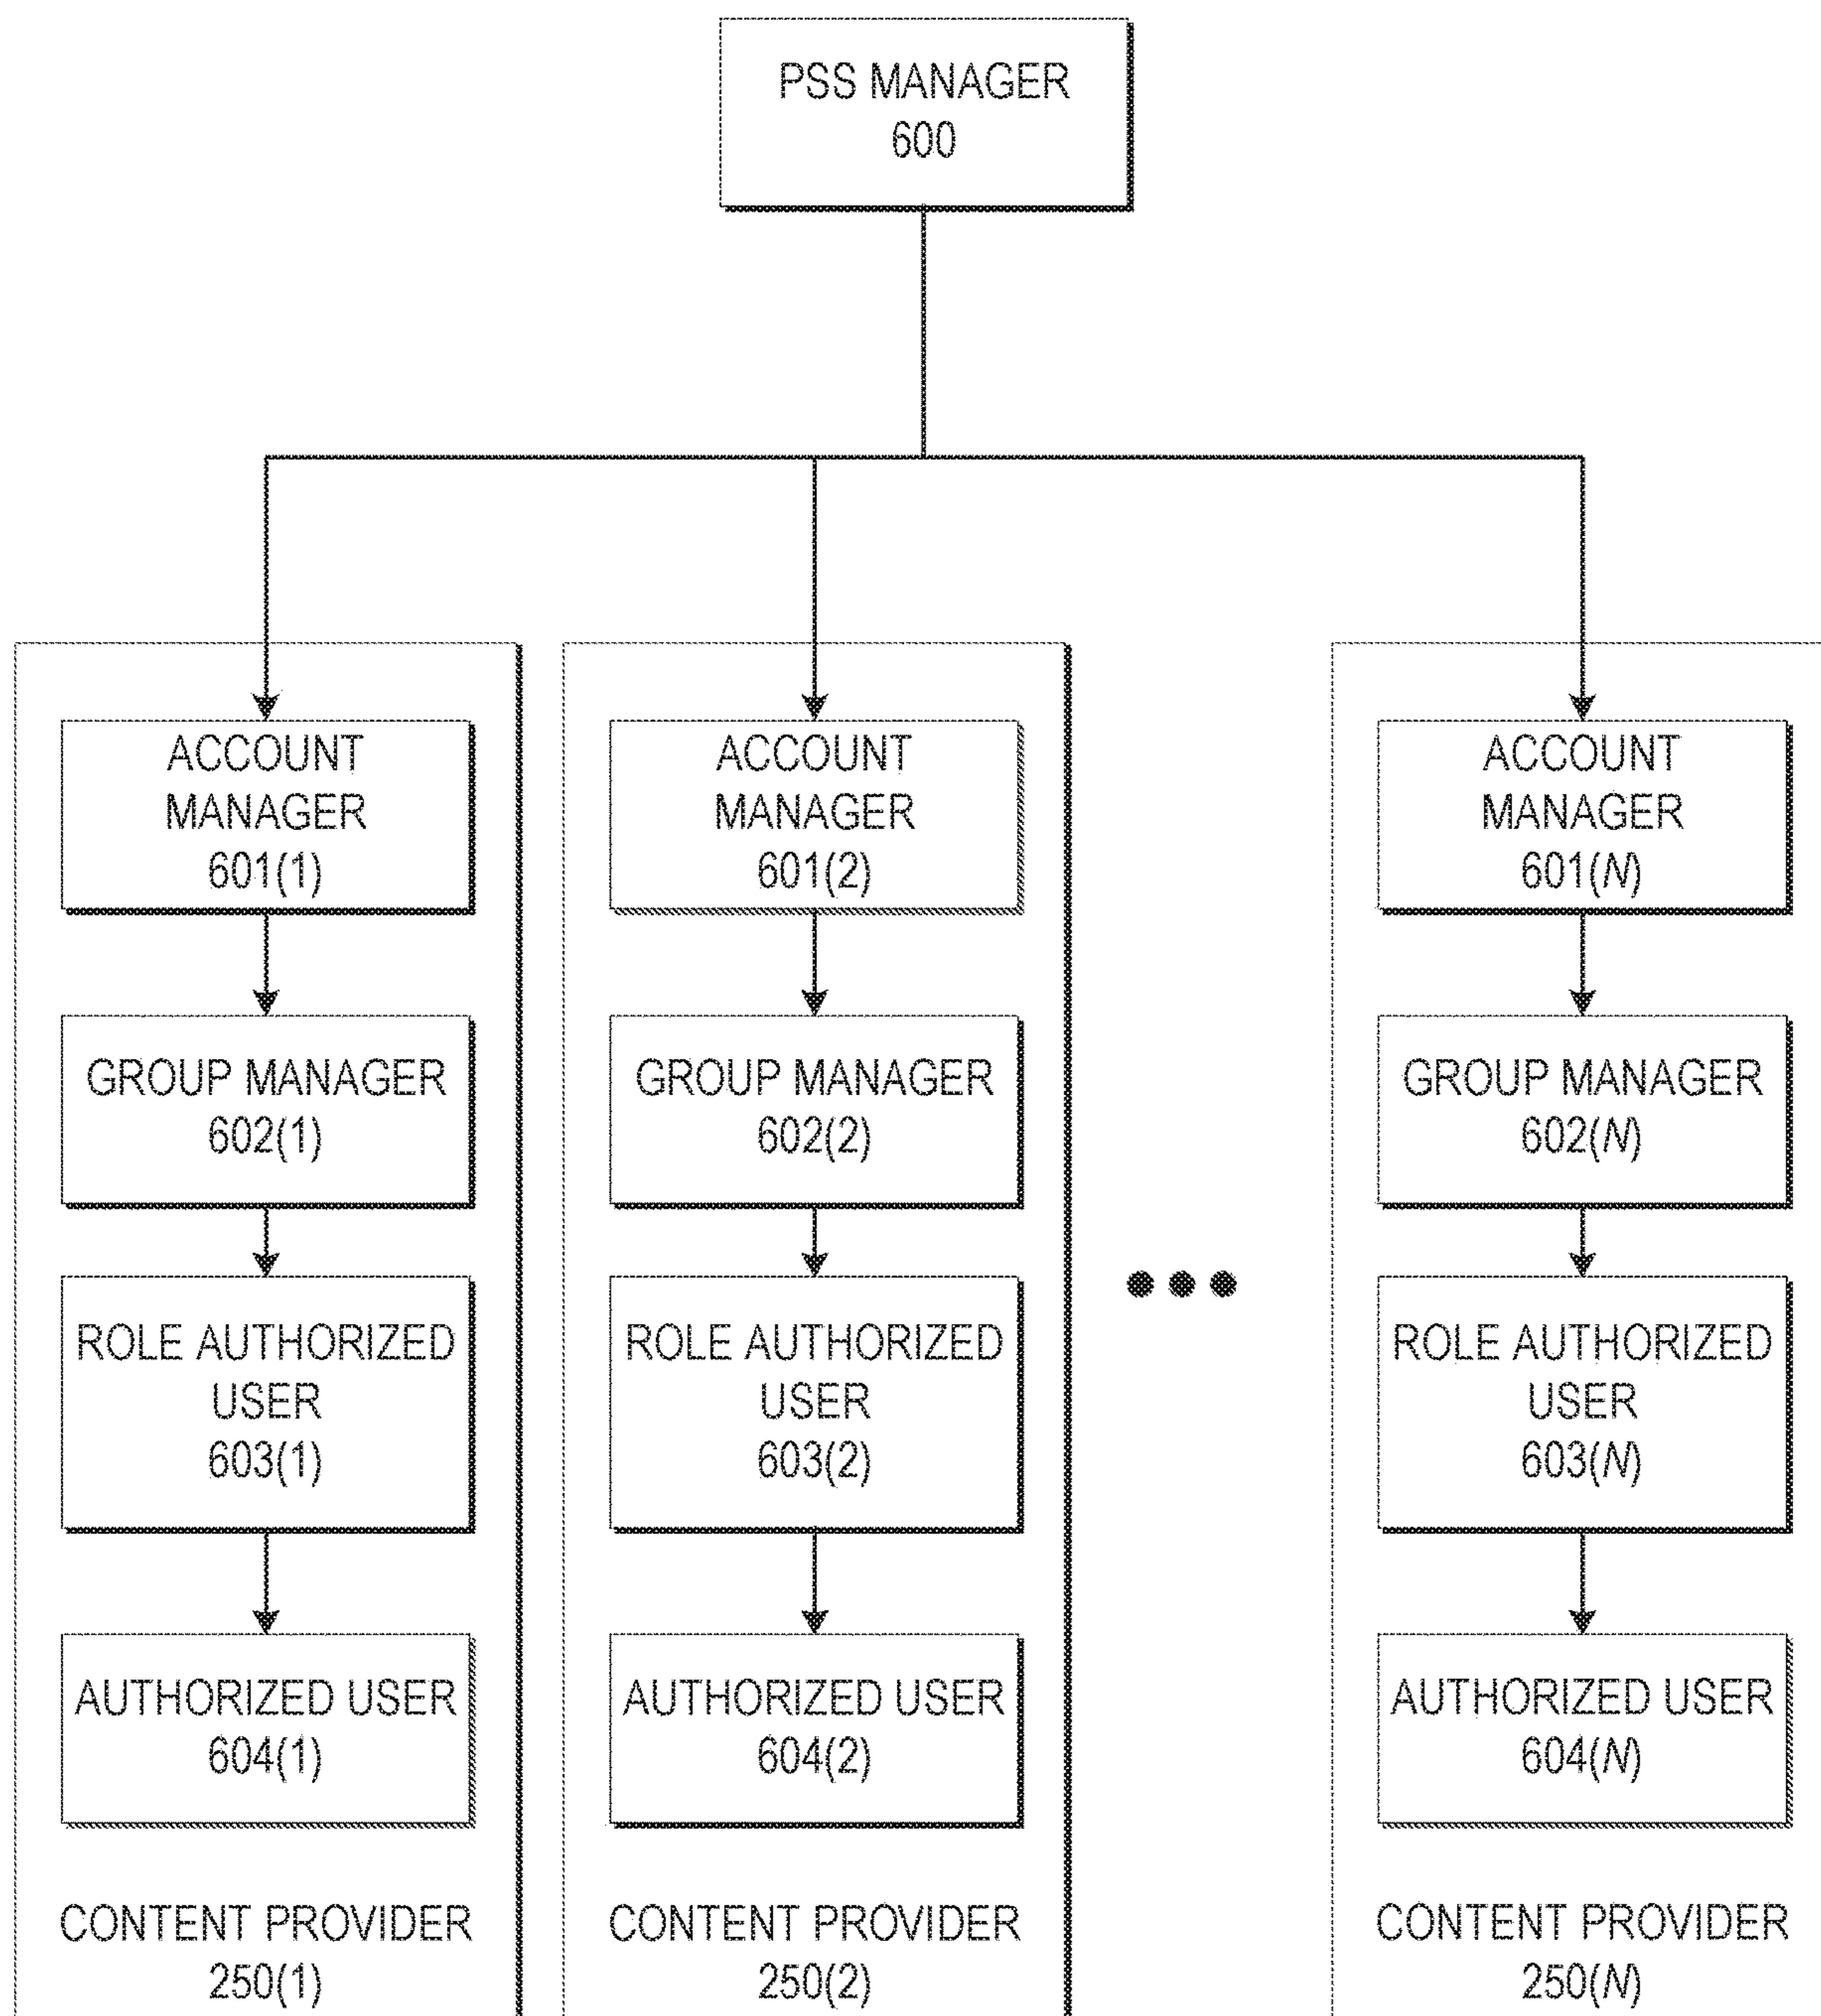 PSS MANAGER
600
ACCOUNT
MANAGER
601(1)
GROUP MANAGER
602(1)
ROLE AUTHORIZED
USER
603(1)
AUTHORIZED USER
604(1)
CONTENT PROVIDER
250(1)
ACCOUNT
MANAGER
601(2)
GROUP MANAGER
602(2)
ROLE AUTHORIZED
USER
603(2)
AUTHORIZED USER
604(2)
CONTENT PROVIDER
250(2)
ACCOUNT
MANAGER
601(N)
GROUP MANAGER
602(N)
ROLE AUTHORIZED
USER
603(N)
AUTHORIZED USER
604(N)
CONTENT PROVIDER
250(N)